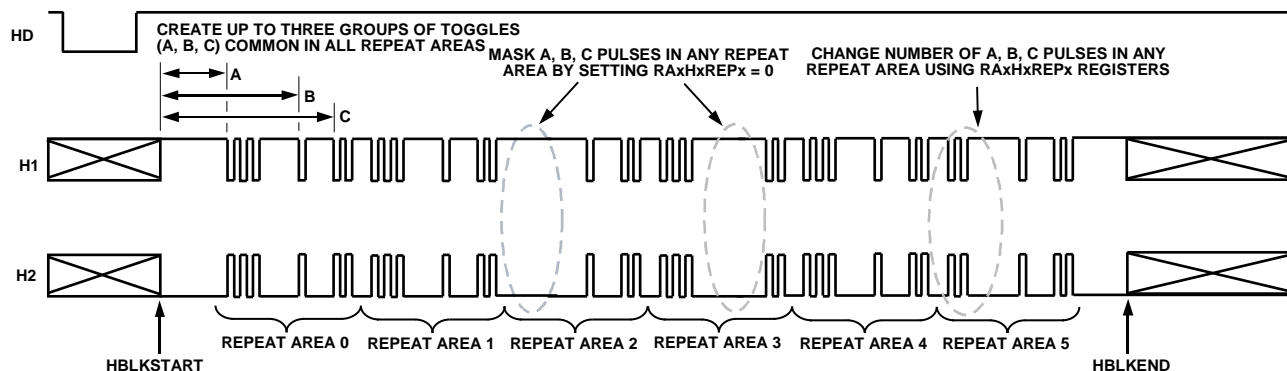 HD
CREATE UP TO THREE GROUPS OF TOGGLES
(A, B, C) COMMON IN ALL REPEAT AREAS
MASK A, B, C PULSES IN ANY REPEAT
AREA BY SETTING RAxHxREPx = 0
CHANGE NUMBER OF A, B, C PULSES IN ANY
REPEAT AREA USING RAxHxREPx REGISTERS
A
B
C
H1
H2
REPEAT AREA 0
REPEAT AREA 1
REPEAT AREA 2
REPEAT AREA 3
REPEAT AREA 4
REPEAT AREA 5
HBLKSTART
HBLKEND